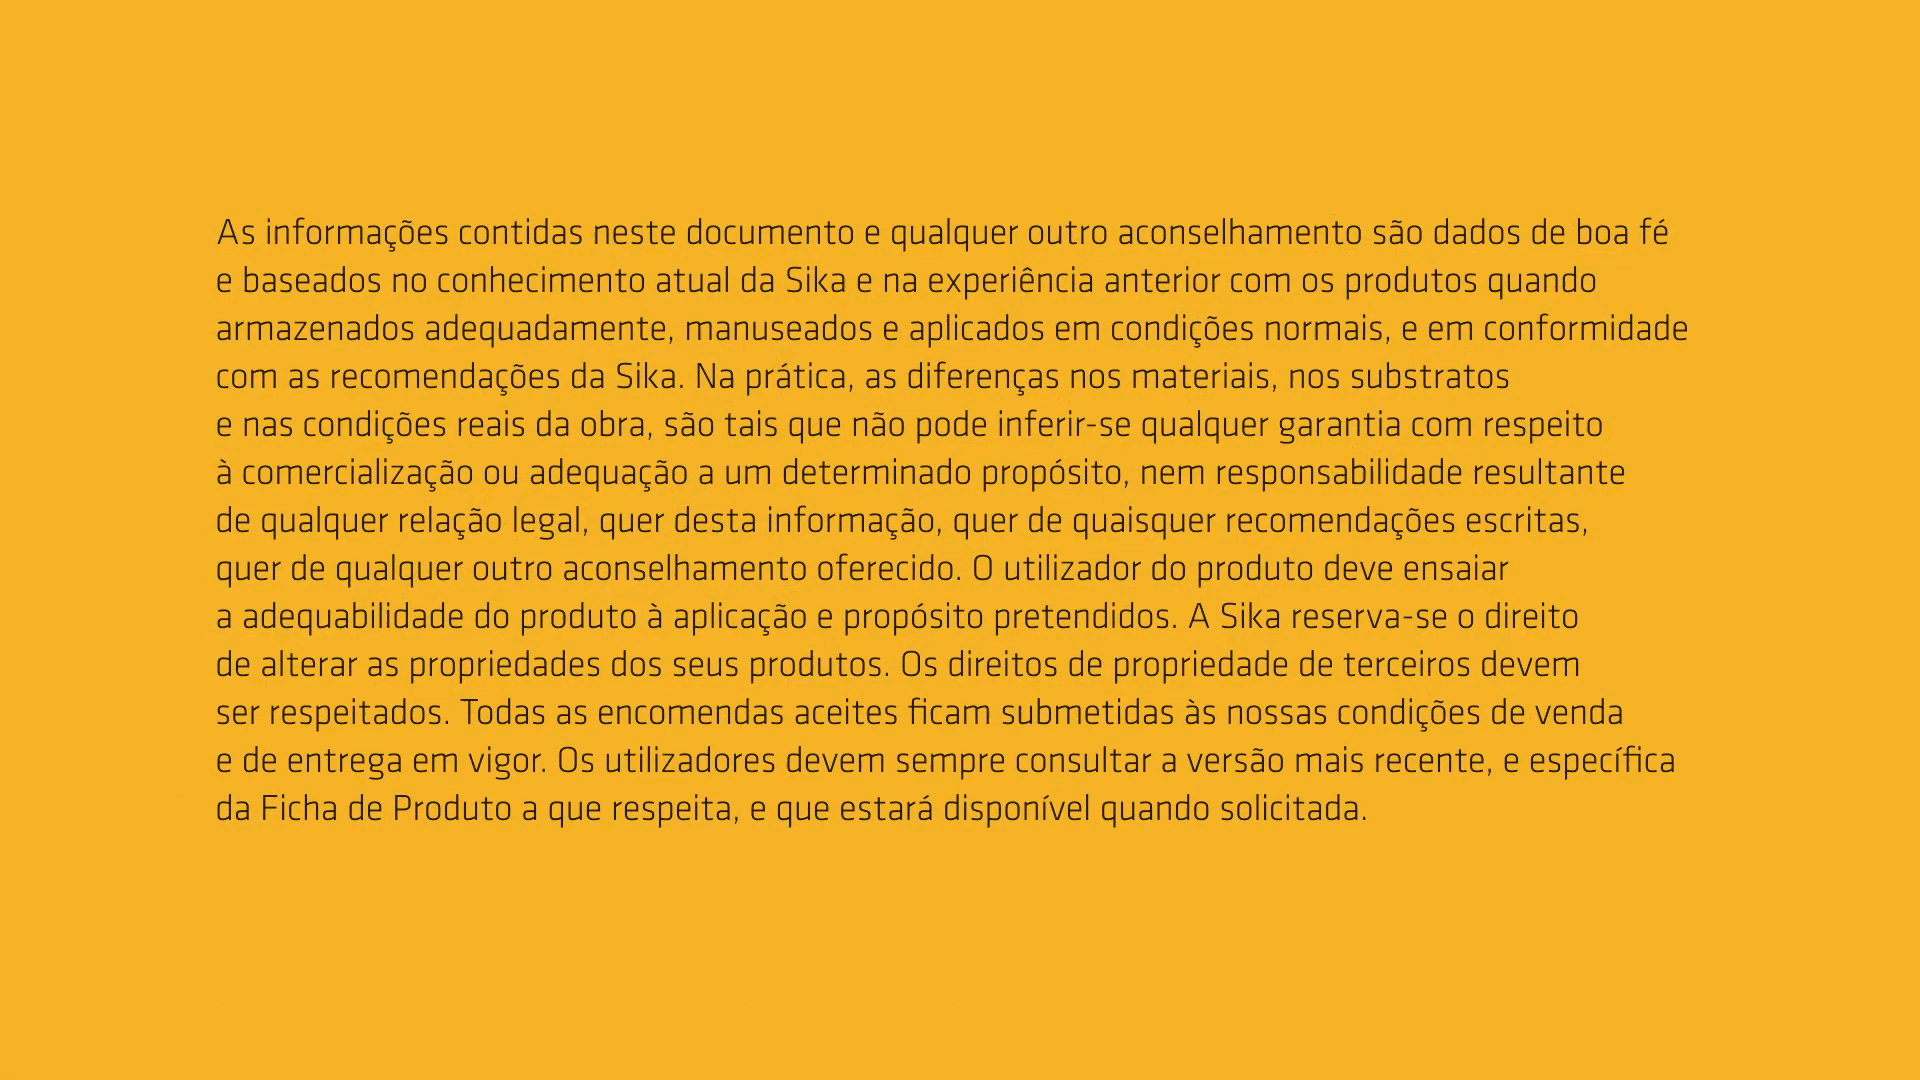 As informações contidas neste documento e qualquer outro aconselhamento são dados de boa fé
e baseados no conhecimento atual da Sika e na experiência anterior com os produtos quando
armazenados adequadamente, manuseados e aplicados em condições normais, e em conformidade
com as recomendações da Sika. Na prática, as diferenças nos materiais, nos substratos
e nas condições reais da obra, são tais que não pode inferir-se qualquer garantia com respeito
à comercialização ou adequação a um determinado propósito, nem responsabilidade resultante
de qualquer relação legal, quer desta informação, quer de quaisquer recomendações escritas,
quer de qualquer outro aconselhamento oferecido. O utilizador do produto deve ensaiar
a adequabilidade do produto à aplicação e propósito pretendidos. A Sika reserva-se o direito
de alterar as propriedades dos seus produtos. Os direitos de propriedade de terceiros devem
ser respeitados. Todas as encomendas aceites ficam submetidas às nossas condições de venda
e de entrega em vigor. Os utilizadores devem sempre consultar a versão mais recente, e específica
da Ficha de Produto a que respeita, e que estará disponível quando solicitada.